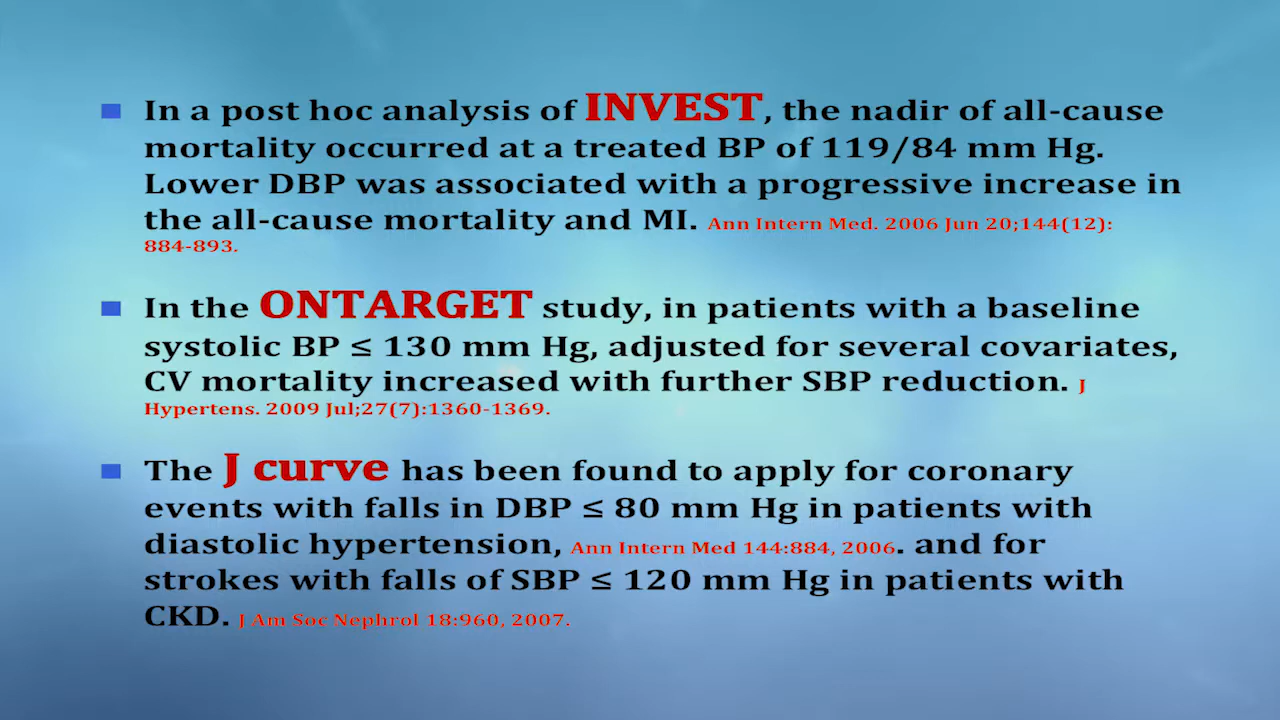 In a post hoc analysis of INVEST, the nadir of all-cause
mortality occurred at a treated BP of 119/84 mm Hg.
Lower DBP was associated with a progressive increase in
the all-cause mortality and MI. Ann Intern Med. 2006 Jun 20;144(12):
884-893.
In the ONTARGET study, in patients with a baseline
systolic BP ≤ 130 mm Hg, adjusted for several covariates,
CV mortality increased with further SBP reduction. J
Hypertens. 2009 Jul;27(7):1360-1369.
The J curve has been found to apply for coronary
events with falls in DBP ≤ 80 mm Hg in patients with
diastolic hypertension, Ann Intern Med 144:884, 2006. and for
strokes with falls of SBP ≤ 120 mm Hg in patients with
CKD. J Am Soc Nephrol 18:960, 2007.